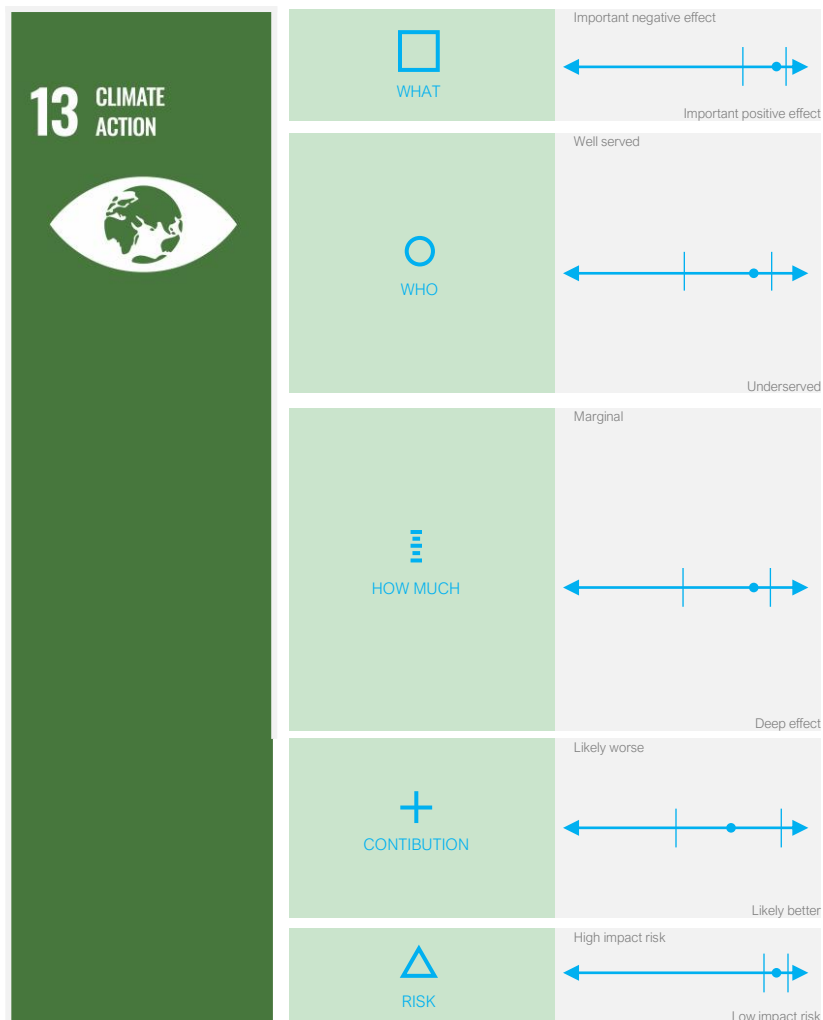 13 CLIMATE
ACTION
WHAT
Important negative effect
Important positive effect
WHO
Well served
Underserved
HOW MUCH
Marginal
Deep effect
CONTIBUTION
Likely worse
Likely better
RISK
High impact risk
Low impact risk